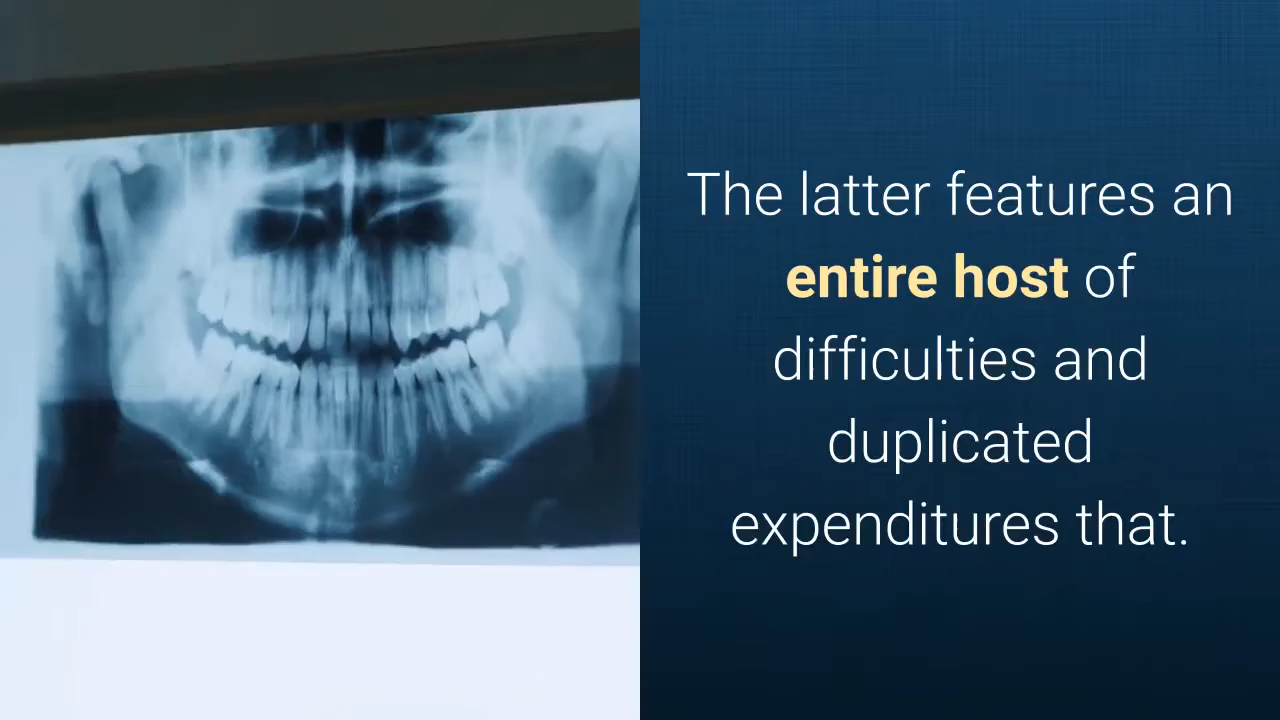 The latter features an
entire host of
difficulties and
duplicated
expenditures that.